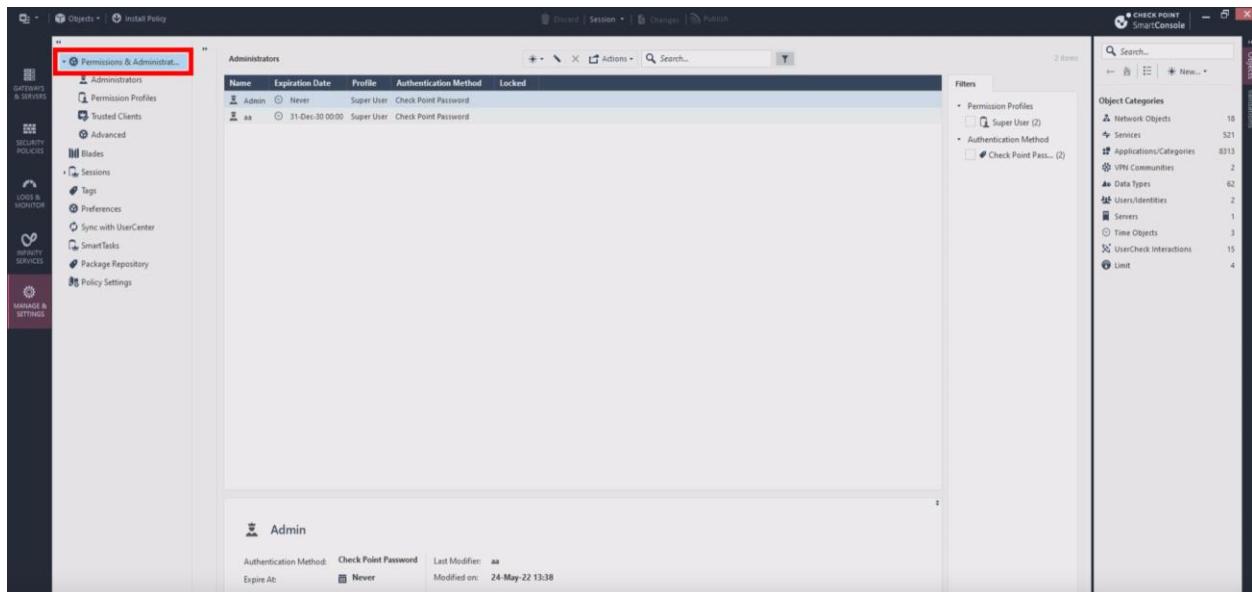 Objects
Install Policy
Discard
Session
Changes
Publish
CHECK POINT
SmartConsole
GATEWAYS
& SERVERS
SECURITY
POLICIES
LOGS &
MONITOR
INFINITY
SERVICES
MANAGE &
SETTINGS
Permissions & Administrat...
Administrators
Permission Profiles
Trusted Clients
Advanced
Blades
Sessions
Tags
Preferences
Sync with UserCenter
SmartTasks
Package Repository
Policy Settings
Administrators
Actions
Search...
2 items
Name Expiration Date Profile Authentication Method Locked
Admin Never Super User Check Point Password
aa 31-Dec-30 00:00 Super User Check Point Password
Filters
Permission Profiles
Super User (2)
Authentication Method
Check Point Pass... (2)
Admin
Authentication Method: Check Point Password Last Modifier: aa
Expire At: Never Modified on: 24-May-22 13:38
Search...
New...
Object Categories
Network Objects 18
Services 521
Applications/Categories 8313
VPN Communities 2
Data Types 62
Users/Identities 2
Servers 1
Time Objects 3
UserCheck Interactions 15
Limit 4
Objects